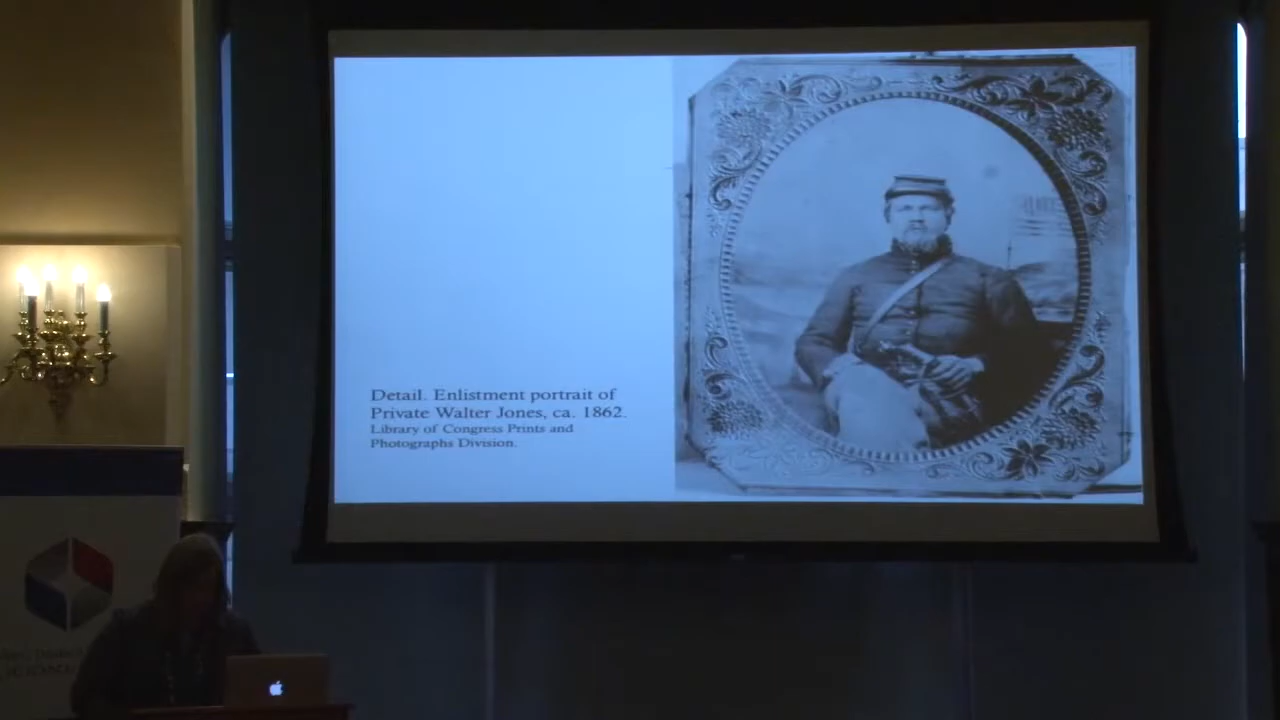 Detail. Enlistment portrait of
Private Walter Jones, ca. 1862.
Library of Congress Prints and
Photographs Division.